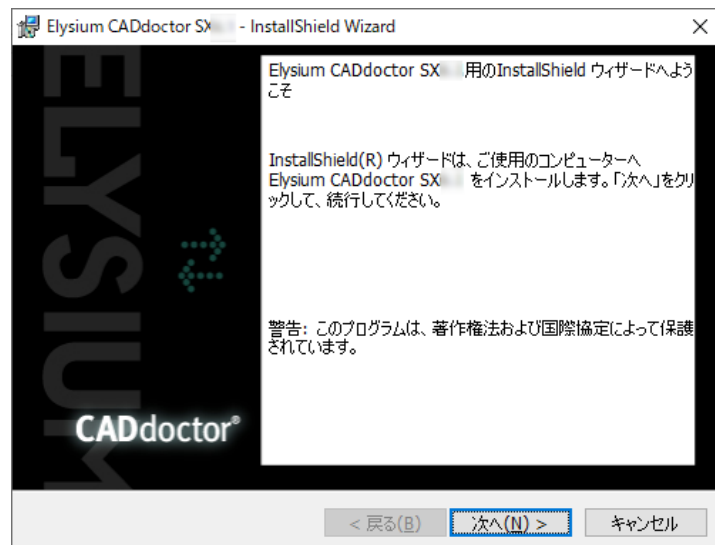 Elysium CADdoctor SX - InstallShield Wizard
Elysium CADdoctor SX 用のInstallShield ウィザードへよう
こそ
InstallShield(R) ウィザードは、ご使用のコンピューターへ
Elysium CADdoctor SX をインストールします。「次へ」をクリ
ックして、続行してください。
警告: このプログラムは、著作権法および国際協定によって保護
されています。
ELYSIUM
CADdoctor®
< 戻る(B)
次へ(N) >
キャンセル